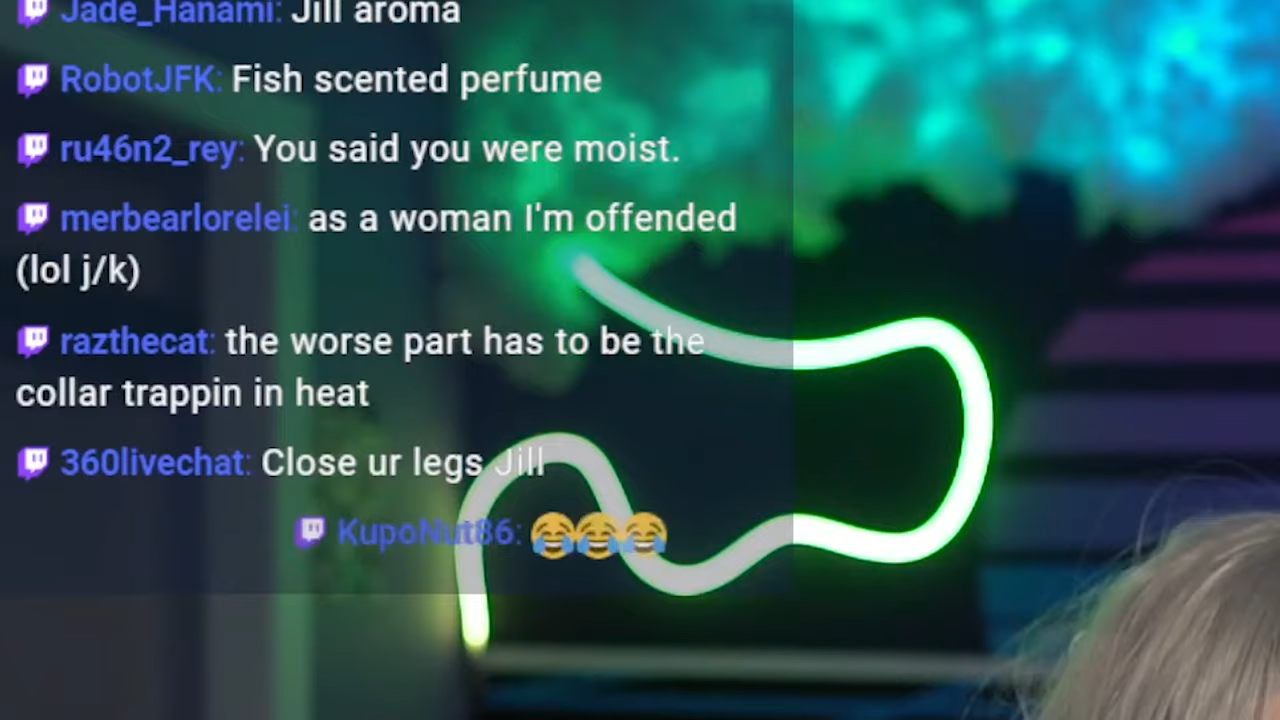 Jade_Hanami: Jill aroma
RobotJFK: Fish scented perfume
ru46n2_rey: You said you were moist.
merbearlorelei: as a woman I'm offended
(lol j/k)
razthecat: the worse part has to be the
collar trappin in heat
360livechat: Close ur legs Jill
KupoNut86: 😂😂😂